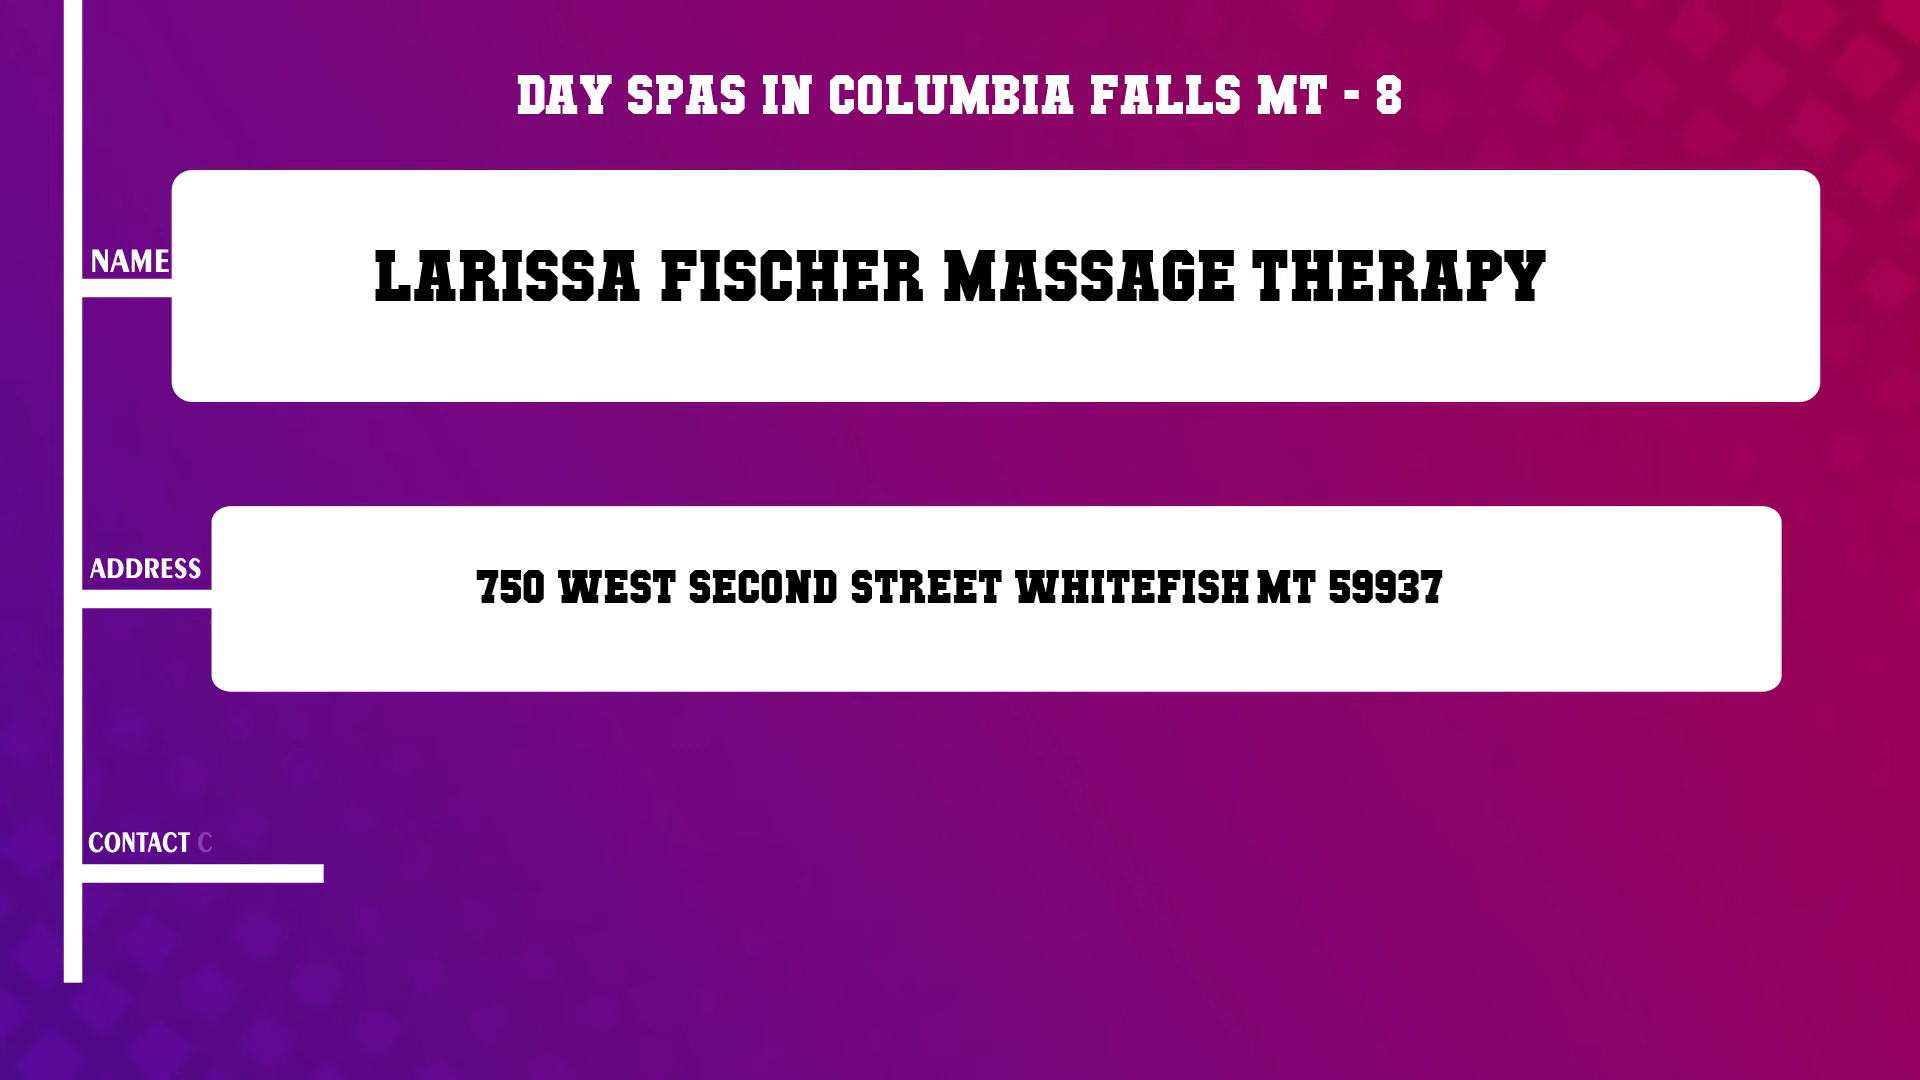 DAY SPAS IN COLUMBIA FALLS MT - 8
NAME
LARISSA FISCHER MASSAGE THERAPY
ADDRESS
750 WEST SECOND STREET WHITEFISH MT 59937
CONTACT C